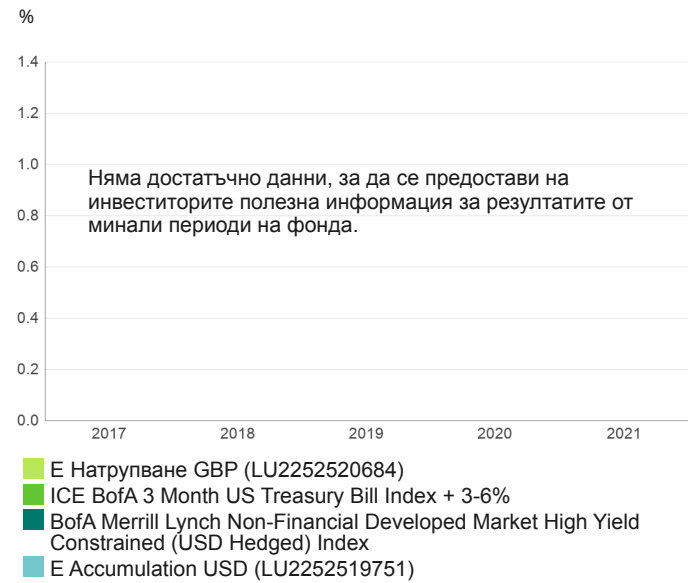 %
1.4
1.2
1.0
Няма достатъчно данни, за да се предостави на
инвеститорите полезна информация за резултатите от
минали периоди на фонда.
0.8
0.6
0.4
0.2
0.0
2017 2018 2019 2020 2021
E Натрупване GBP (LU2252520684)
ICE BofA 3 Month US Treasury Bill Index + 3-6%
BofA Merrill Lynch Non-Financial Developed Market High Yield
Constrained (USD Hedged) Index
E Accumulation USD (LU2252519751)